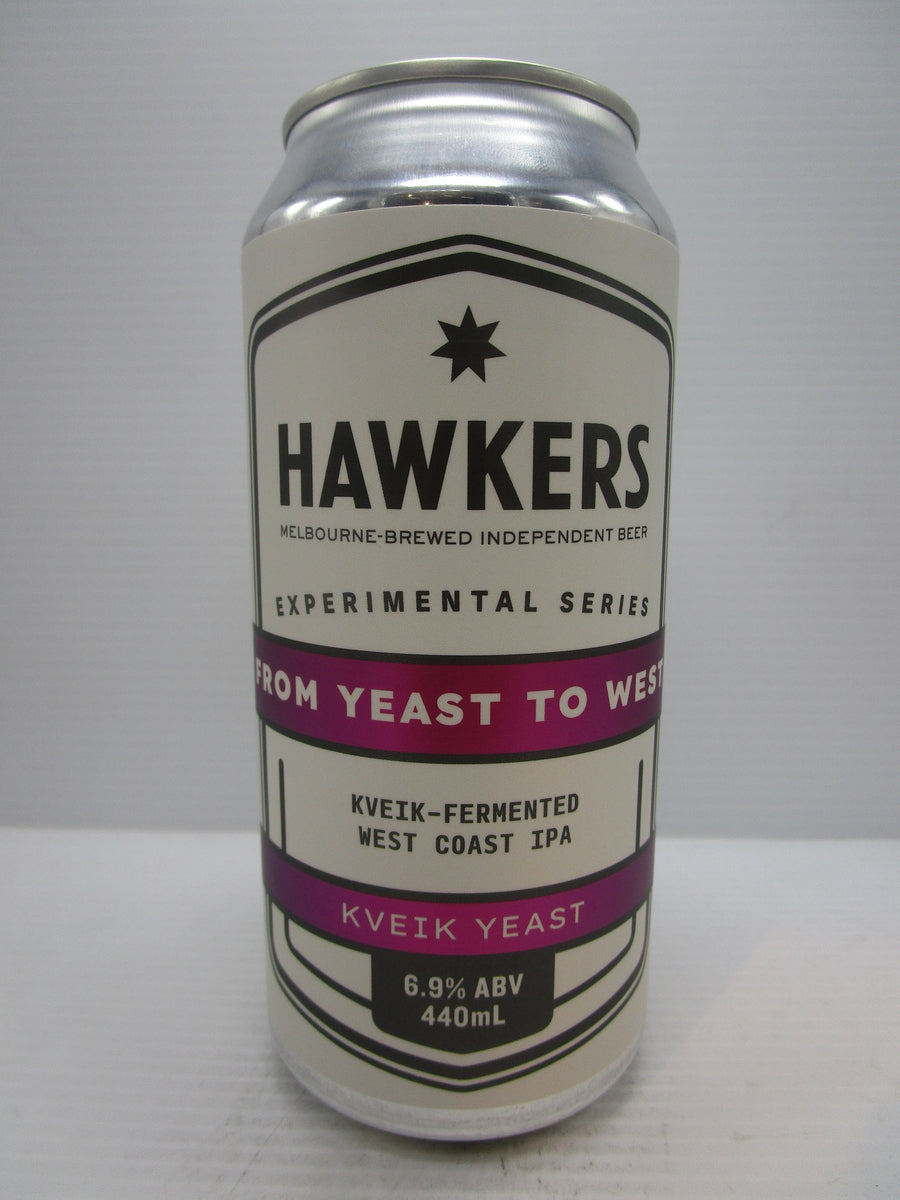 HAWKERS
MELBOURNE-BREWED INDEPENDENT BEER
EXPERIMENTAL SERIES
FROM YEAST TO WEST
KVEIK-FERMENTED
WEST COAST IPA
KVEIK YEAST
6.9% ABV
440mL